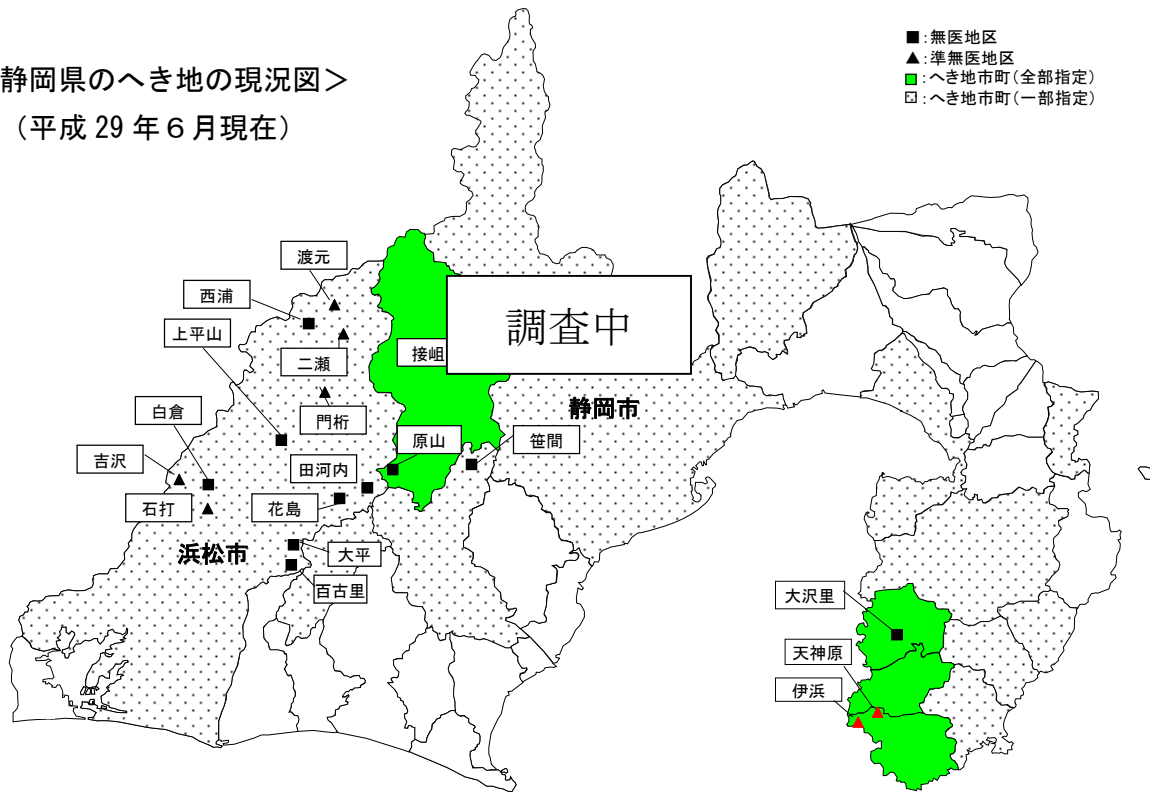 静岡県のへき地の現況図＞
（平成 29 年６月現在）
■：無医地区
▲：準無医地区
：へき地市町（全部指定）
：へき地市町（一部指定）
渡元
西浦
上平山
二瀬
接岨
調査中
門桁
静岡市
白倉
原山
笹間
吉沢
田河内
石打
花島
浜松市
大平
百古里
大沢里
天神原
伊浜